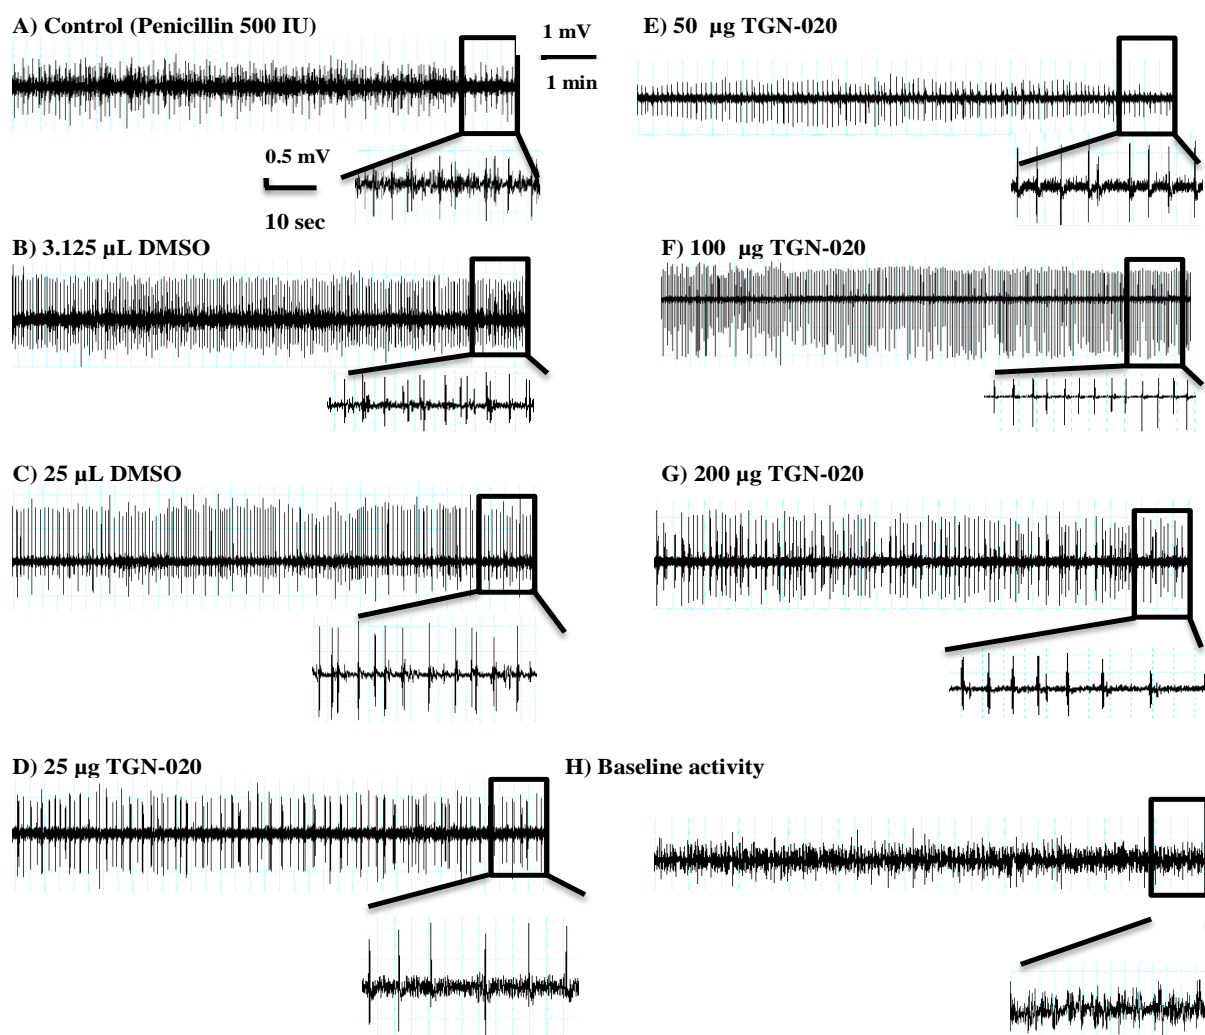 A) Control (Penicillin 500 IU)
1 mV
1 min
0.5 mV
10 sec
B) 3.125 µL DMSO
C) 25 µL DMSO
D) 25 µg TGN-020
E) 50 µg TGN-020
F) 100 µg TGN-020
G) 200 µg TGN-020
H) Baseline activity